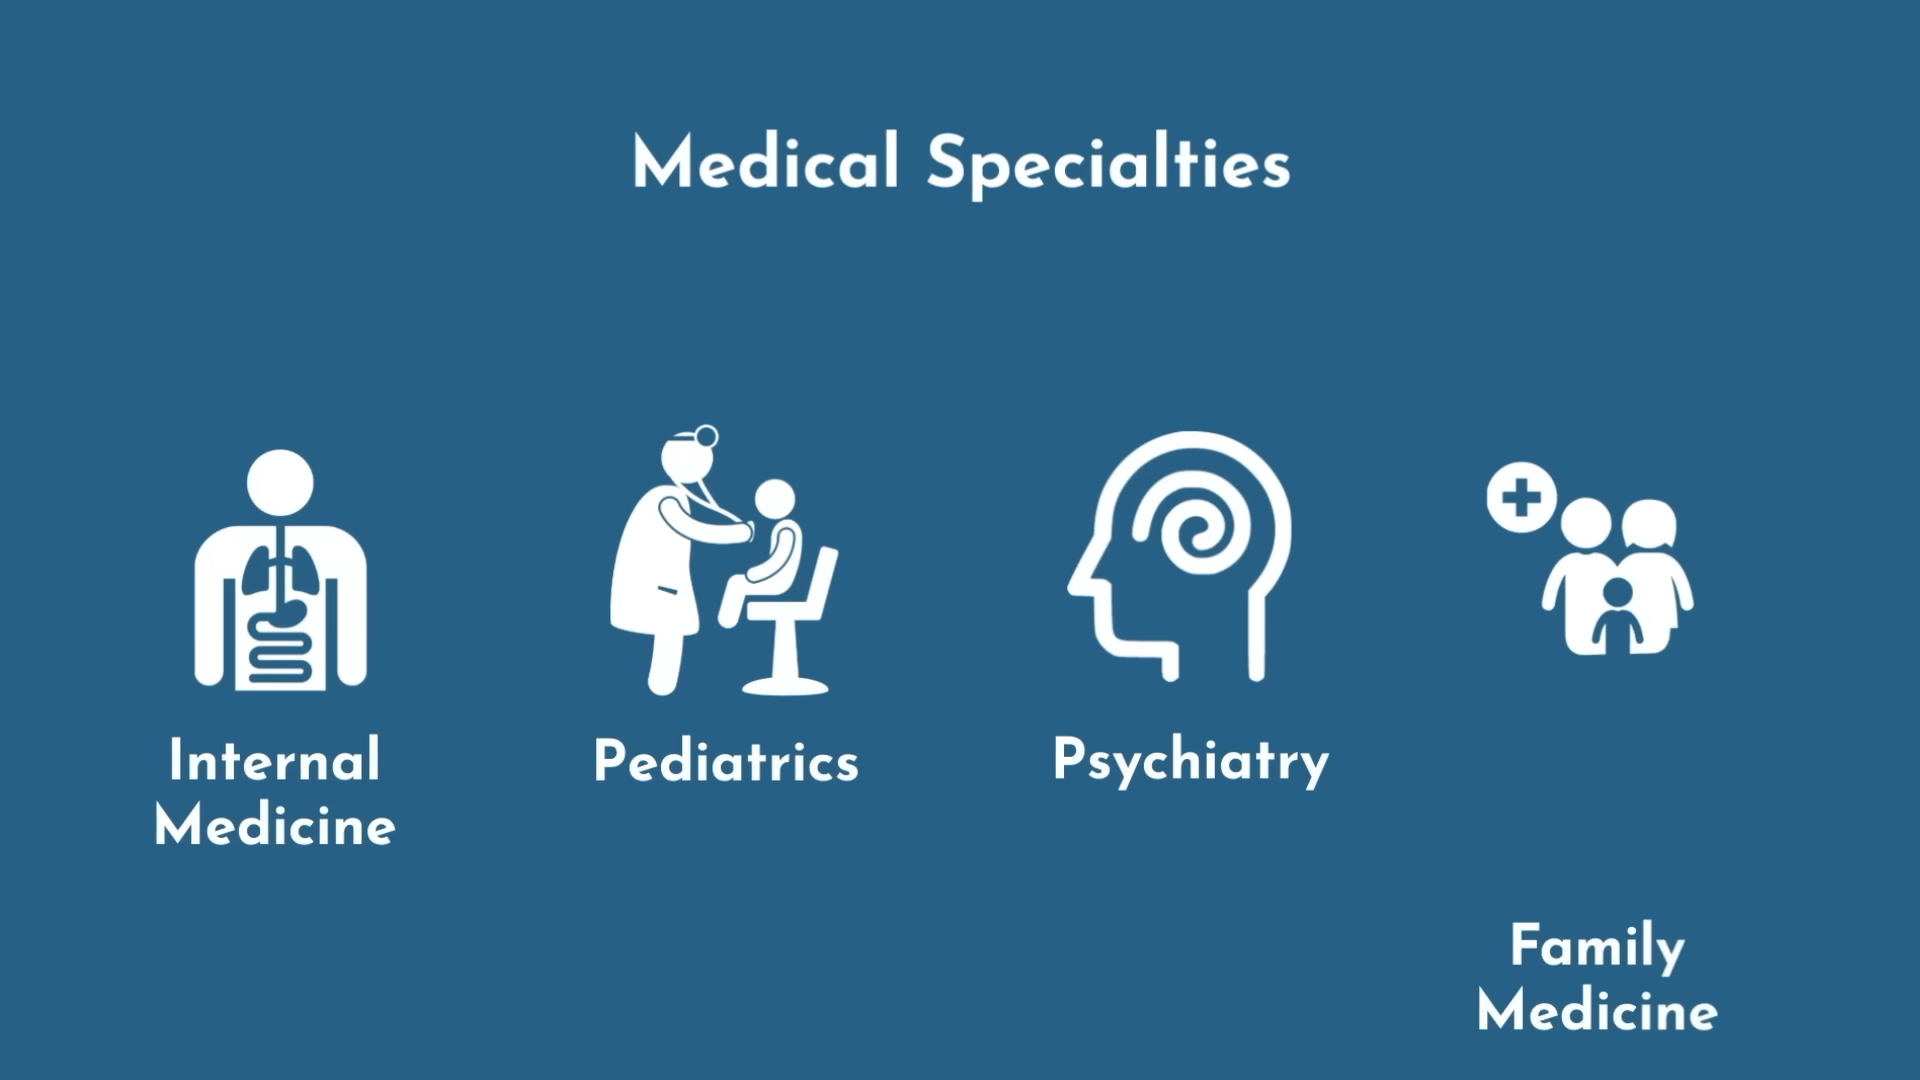 Medical Specialties
Internal
Medicine
Pediatrics
Psychiatry
Family
Medicine